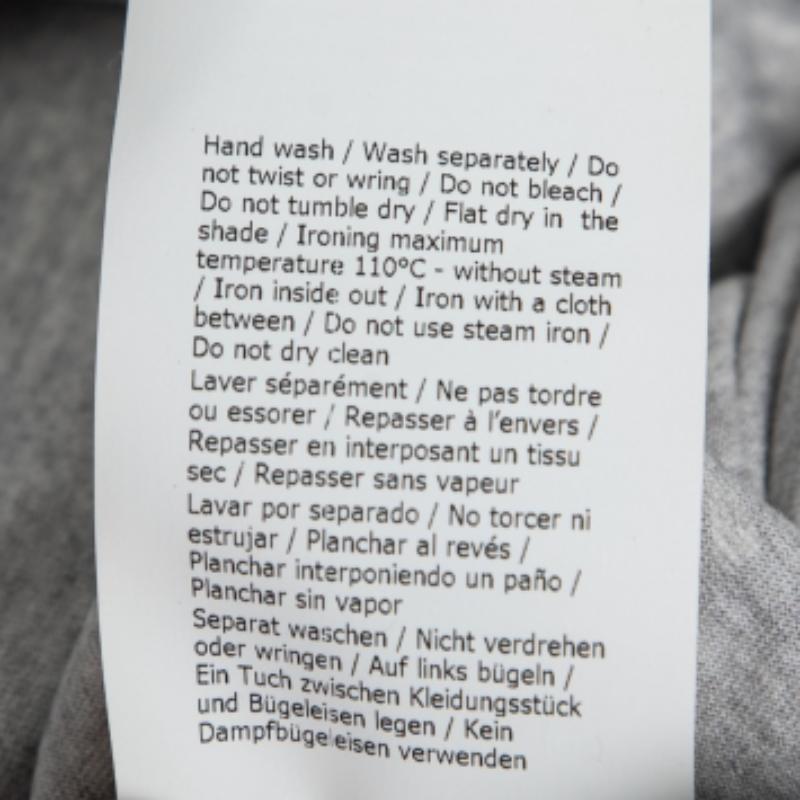 Hand wash / Wash separately / Do
not twist or wring / Do not bleach /
Do not tumble dry / Flat dry in the
shade / Ironing maximum
temperature 110°C - without steam
/ Iron inside out / Iron with a cloth
between / Do not use steam iron /
Do not dry clean
Laver séparément / Ne pas tordre
ou essorer / Repasser à l'envers /
Repasser en interposant un tissu
sec / Repasser sans vapeur
Lavar por separado / No torcer ni
estrujar / Planchar al revés /
Planchar interponiendo un paño /
Planchar sin vapor
Separat waschen / Nicht verdrehen
oder wringen / Auf links bügeln /
Ein Tuch zwischen Kleidungsstück
und Bügeleisen legen / Kein
Dampfbügeleisen verwenden